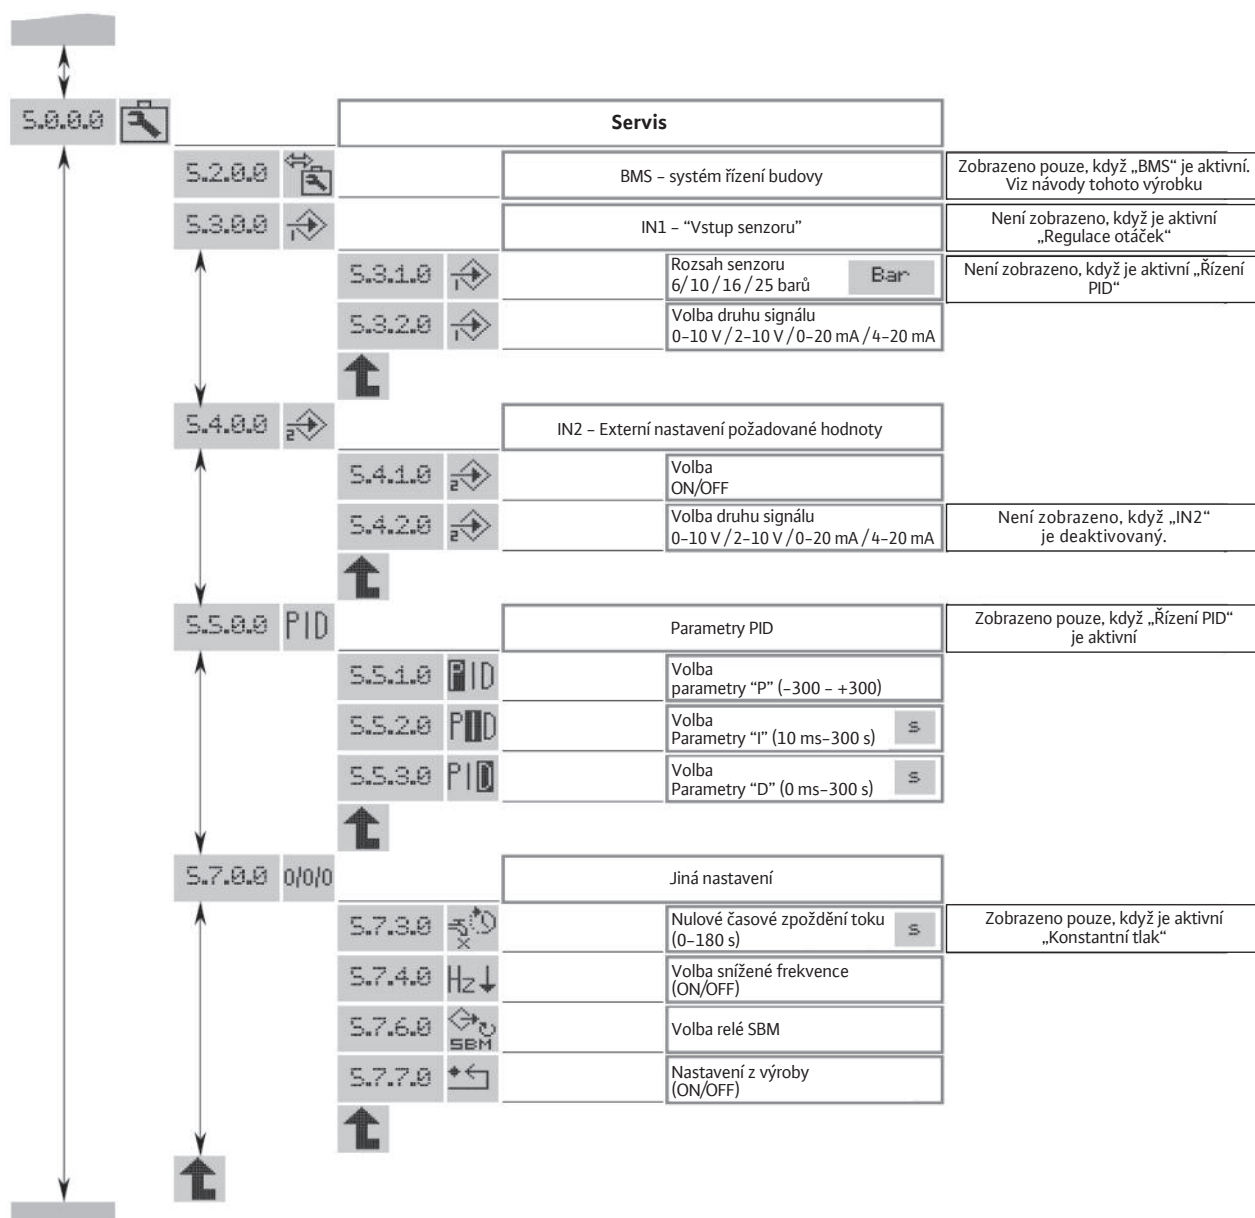 5.0.0.0
Servis
5.2.0.0
BMS – systém řízení budovy
Zobrazeno pouze, když „BMS“ je aktivní.
Viz návody tohoto výrobku
5.3.0.0
1
IN1 – “Vstup senzoru”
Není zobrazeno, když je aktivní
„Regulace otáček“
5.3.1.0
1
Rozsah senzoru
6/ 10 / 16 / 25 barů
Bar
Není zobrazeno, když je aktivní „Řízení
PID“
5.3.2.0
1
Volba druhu signálu
0–10 V / 2–10 V / 0–20 mA / 4–20 mA
5.4.0.0
2
IN2 – Externí nastavení požadované hodnoty
5.4.1.0
2
Volba
ON/OFF
5.4.2.0
2
Volba druhu signálu
0–10 V / 2–10 V / 0–20 mA / 4–20 mA
Není zobrazeno, když „IN2“
je deaktivovaný.
5.5.0.0
PID
Parametry PID
Zobrazeno pouze, když „Řízení PID“
je aktivní
5.5.1.0
PID
Volba
parametry “P” (–300 – +300)
5.5.2.0
PID
Volba
Parametry “I” (10 ms–300 s)
s
5.5.3.0
PID
Volba
Parametry “D” (0 ms–300 s)
s
5.7.0.0
0/0/0
Jiná nastavení
5.7.3.0
Nulové časové zpoždění toku
(0–180 s)
s
Zobrazeno pouze, když je aktivní
„Konstantní tlak“
5.7.4.0
Hz
Volba snížené frekvence
(ON/OFF)
5.7.6.0
SBM
Volba relé SBM
5.7.7.0
Nastavení z výroby
(ON/OFF)